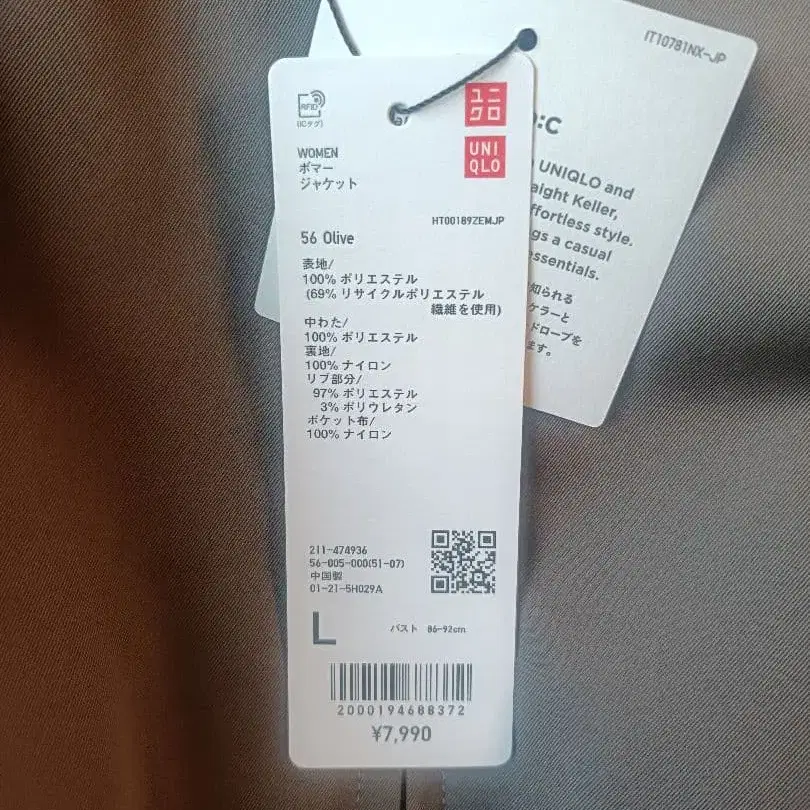 IT10781NX-JP
:C
UNIQLO and
aight Keller,
ffortless style.
gs a casual
ssentials.
知られる
ケラーと
ドローブを
ます。
RFID
(ICタグ)
ユニ
クロ
UNI
QLO
WOMEN
ボマー
ジャケット
HT00189ZEMJP
56 Olive
表地/
100% ポリエステル
(69% リサイクルポリエステル
繊維を使用)
中わた/
100% ポリエステル
裏地/
100% ナイロン
リブ部分/
97% ポリエステル
3% ポリウレタン
ポケット布/
100% ナイロン
211-474936
56-005-000(51-07)
中国製
01-21-5H029A
L
バスト 86-92cm
2000194688372
¥7,990